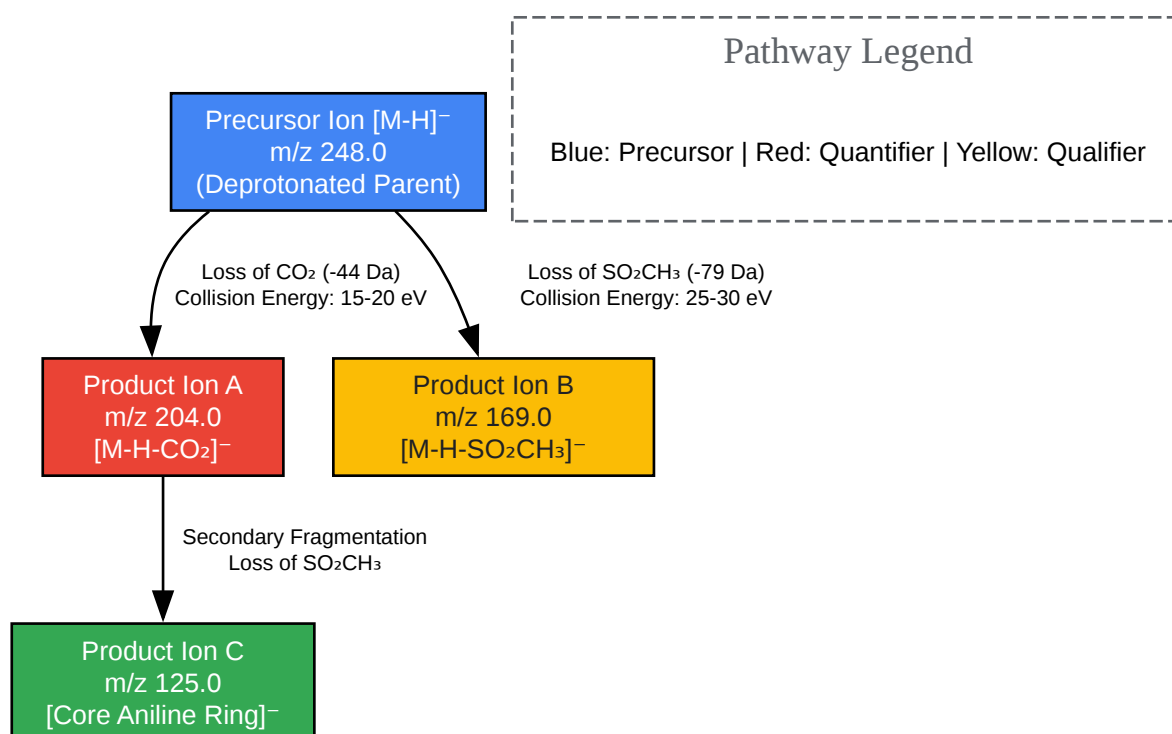 Pathway Legend
Blue: Precursor | Red: Quantifier | Yellow: Qualifier
Precursor Ion [M-H]⁻
m/z 248.0
(Deprotonated Parent)
Loss of CO₂ (-44 Da)
Collision Energy: 15-20 eV
Loss of SO₂CH₃ (-79 Da)
Collision Energy: 25-30 eV
Product Ion A
m/z 204.0
[M-H-CO₂]⁻
Product Ion B
m/z 169.0
[M-H-SO₂CH₃]⁻
Secondary Fragmentation
Loss of SO₂CH₃
Product Ion C
m/z 125.0
[Core Aniline Ring]⁻